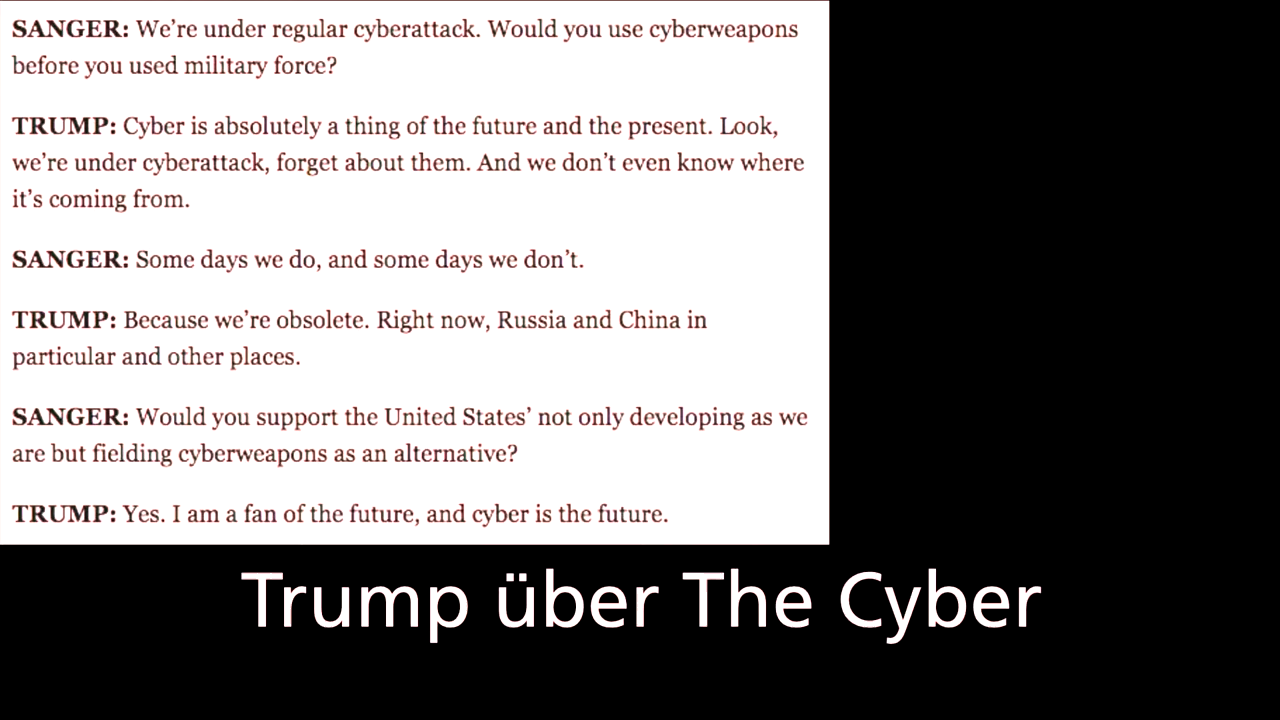 SANGER: We’re under regular cyberattack. Would you use cyberweapons
before you used military force?
TRUMP: Cyber is absolutely a thing of the future and the present. Look,
we’re under cyberattack, forget about them. And we don’t even know where
it’s coming from.
SANGER: Some days we do, and some days we don’t.
TRUMP: Because we’re obsolete. Right now, Russia and China in
particular and other places.
SANGER: Would you support the United States’ not only developing as we
are but fielding cyberweapons as an alternative?
TRUMP: Yes. I am a fan of the future, and cyber is the future.
Trump über The Cyber